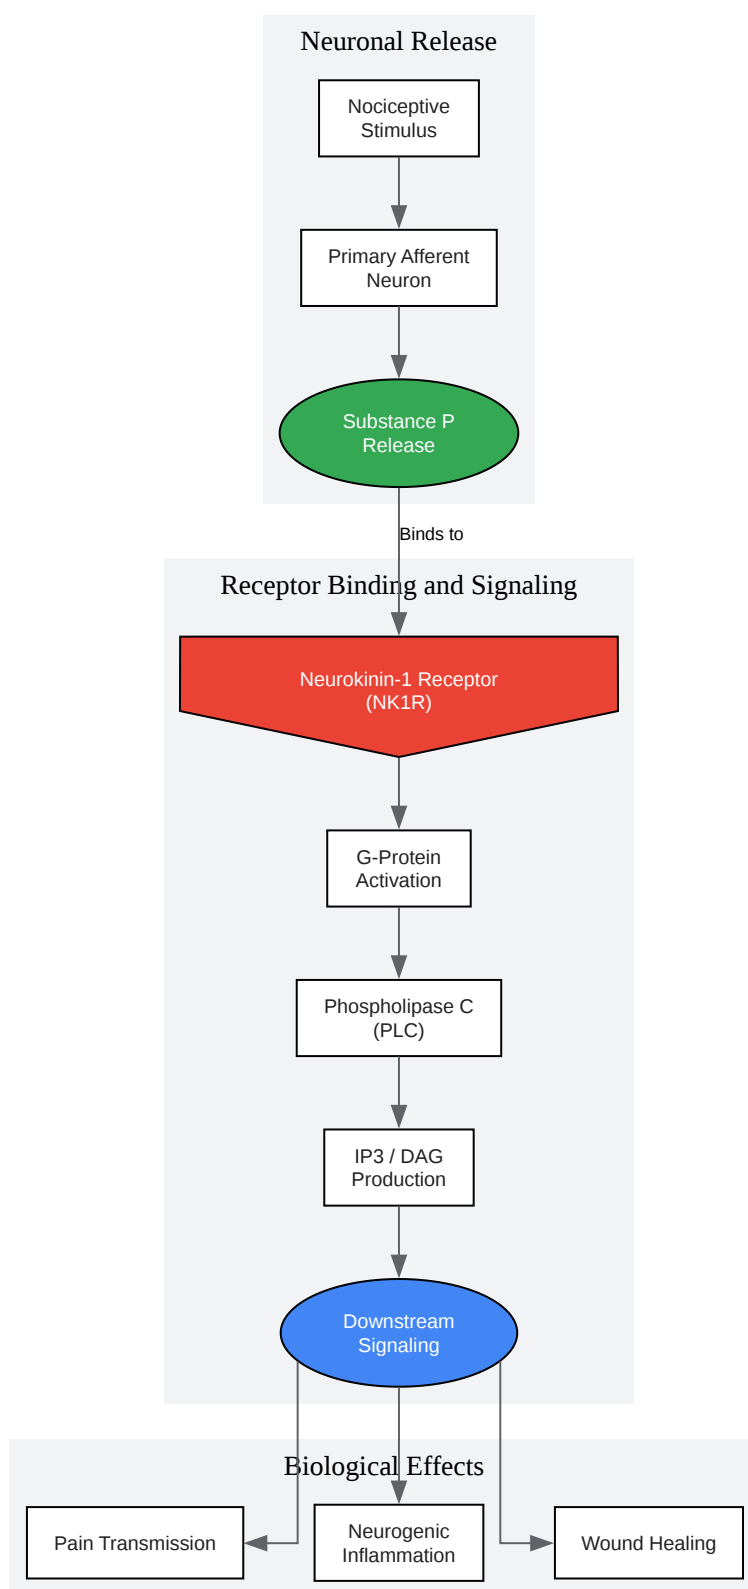 Neuronal Release
Nociceptive
Stimulus
Primary Afferent
Neuron
Substance P
Release
Binds to
Receptor Binding and Signaling
Neurokinin-1 Receptor
(NK1R)
G-Protein
Activation
Phospholipase C
(PLC)
IP3 / DAG
Production
Downstream
Signaling
Biological Effects
Pain Transmission
Neurogenic
Inflammation
Wound Healing